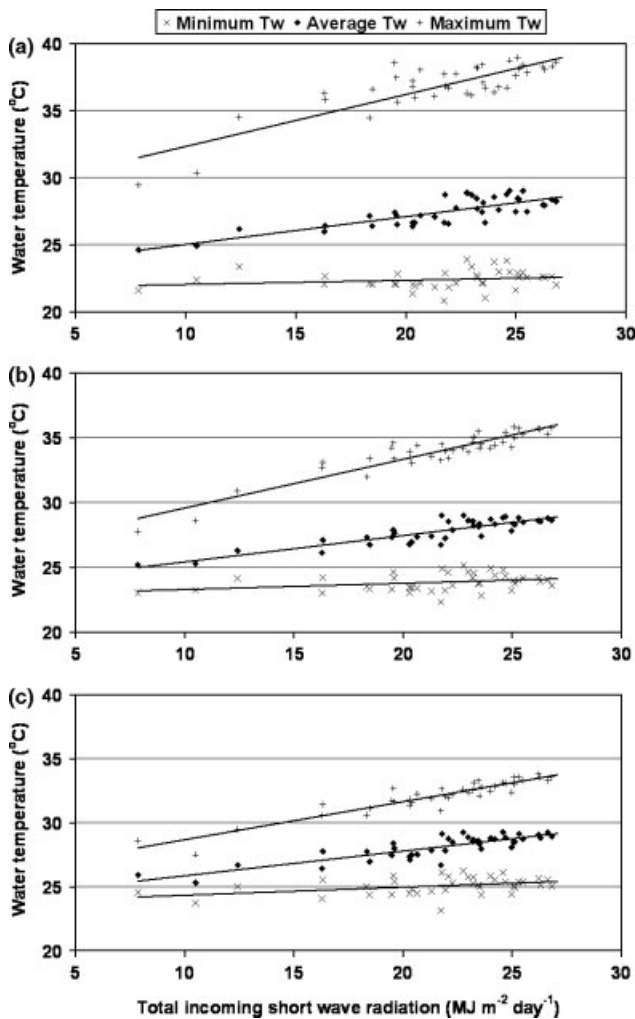 × Minimum Tw ◆ Average Tw + Maximum Tw
(a)
Water temperature (°C)
40
35
30
25
20
5 10 15 20 25 30
(b)
Water temperature (°C)
40
35
30
25
20
5 10 15 20 25 30
(c)
Water temperature (°C)
40
35
30
25
20
5 10 15 20 25 30
Total incoming short wave radiation (MJ m⁻² day⁻¹)